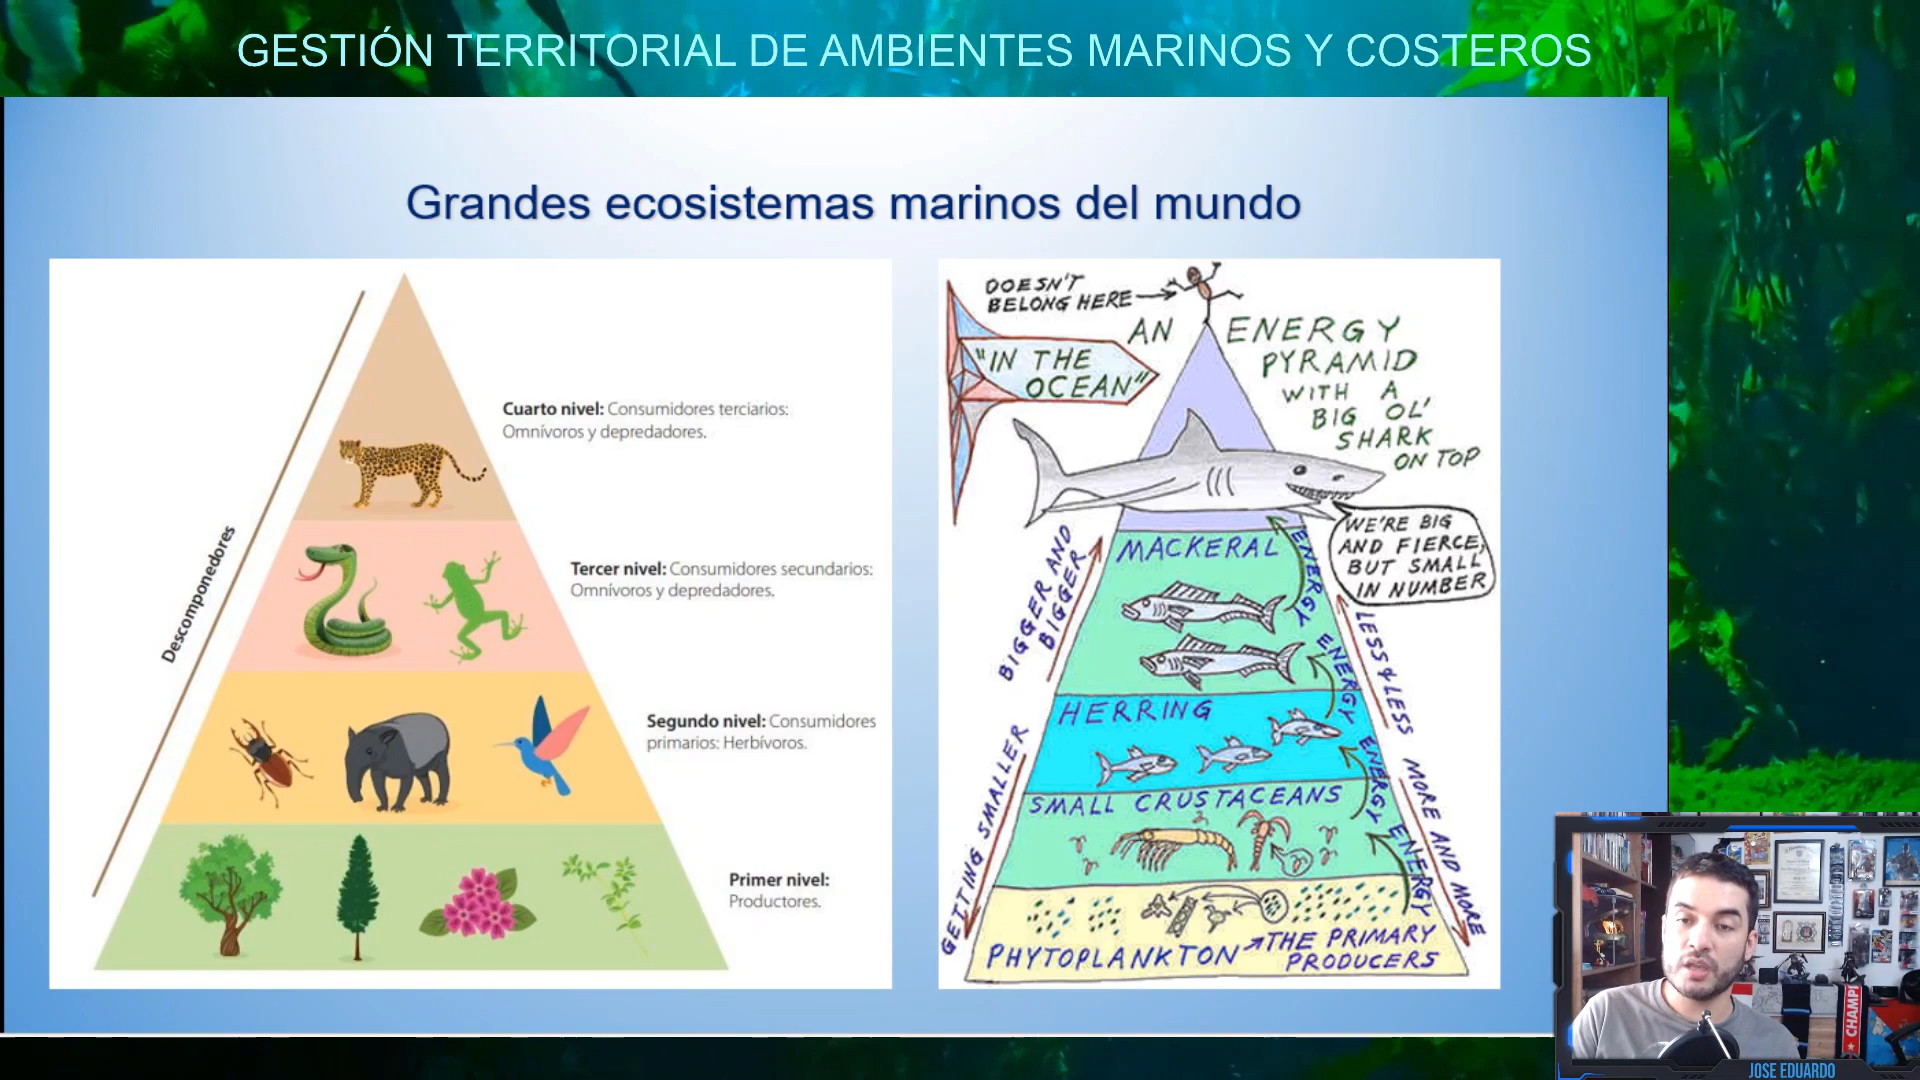 GESTIÓN TERRITORIAL DE AMBIENTES MARINOS Y COSTEROS
Grandes ecosistemas marinos del mundo
Descomponedores
Cuarto nivel: Consumidores terciarios:
Omnívoros y depredadores.
Tercer nivel: Consumidores secundarios:
Omnívoros y depredadores.
Segundo nivel: Consumidores
primarios: Herbívoros.
Primer nivel:
Productores.
DOESN'T
BELONG HERE
"IN THE
OCEAN"
AN ENERGY
PYRAMID
WITH A
BIG OL'
SHARK
ON TOP
WE'RE BIG
AND FIERCE,
BUT SMALL
IN NUMBER
BIGGER AND
BIGGER
GETTING SMALLER
MACKERAL
HERRING
SMALL CRUSTACEANS
PHYTOPLANKTON
THE PRIMARY
PRODUCERS
ENERGY
ENERGY
ENERGY
ENERGY
LESS & LESS
MORE AND MORE
CHAMPI
JOSE EDUARDO